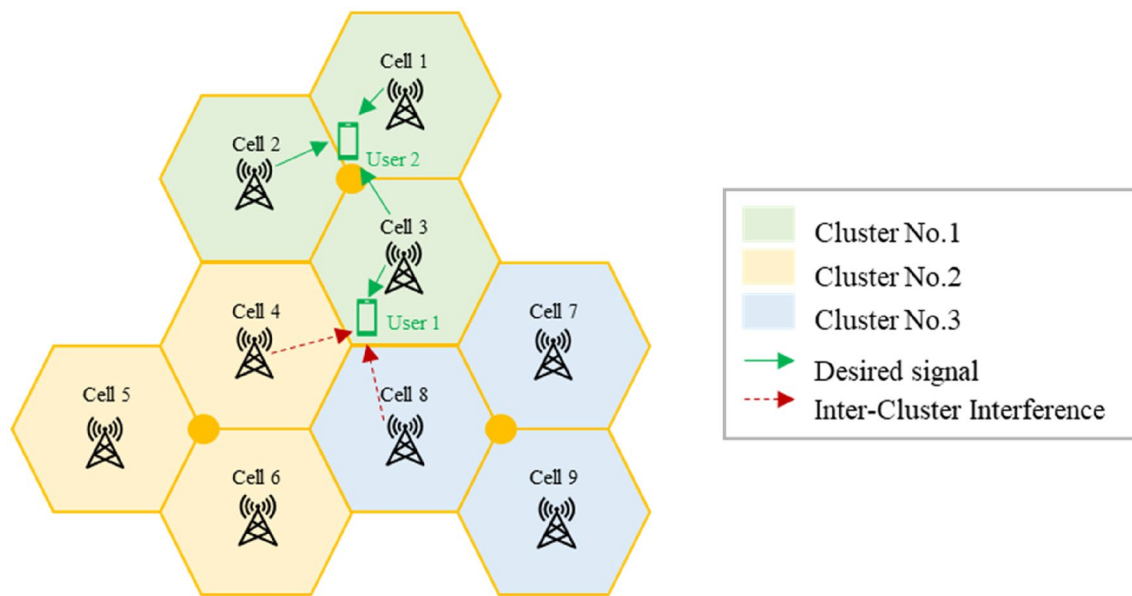 Cell 1
Cell 2
User 2
Cell 3
Cell 4
User 1
Cell 7
Cell 5
Cell 8
Cell 6
Cell 9
Cluster No.1
Cluster No.2
Cluster No.3
Desired signal
Inter-Cluster Interference